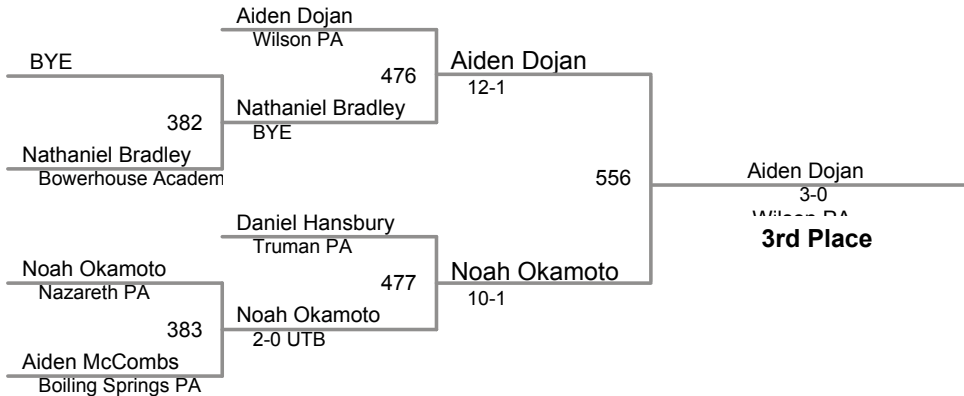 Aiden Dojan
Wilson PA
BYE
476
Aiden Dojan
12-1
Nathaniel Bradley
BYE
382
Nathaniel Bradley
Bowerhouse Academ
556
Aiden Dojan
3-0
Wilson PA
3rd Place
Daniel Hansbury
Truman PA
Noah Okamoto
Nazareth PA
477
Noah Okamoto
10-1
Noah Okamoto
2-0 UTB
383
Aiden McCombs
Boiling Springs PA